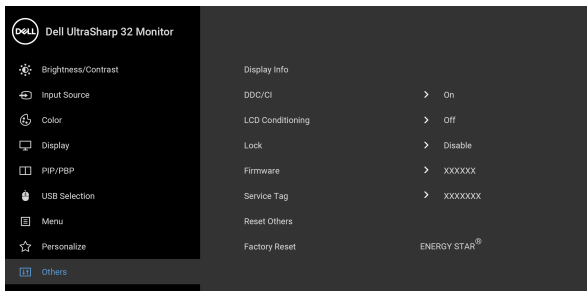 DELL Dell UltraSharp 32 Monitor
Brightness/Contrast
Display Info
Input Source
DDC/CI > On
Color
LCD Conditioning > Off
Display
Lock > Disable
PIP/PBP
Firmware > XXXXXX
USB Selection
Service Tag > XXXXXXX
Menu
Reset Others
Personalize
Factory Reset ENERGY STAR®
Others